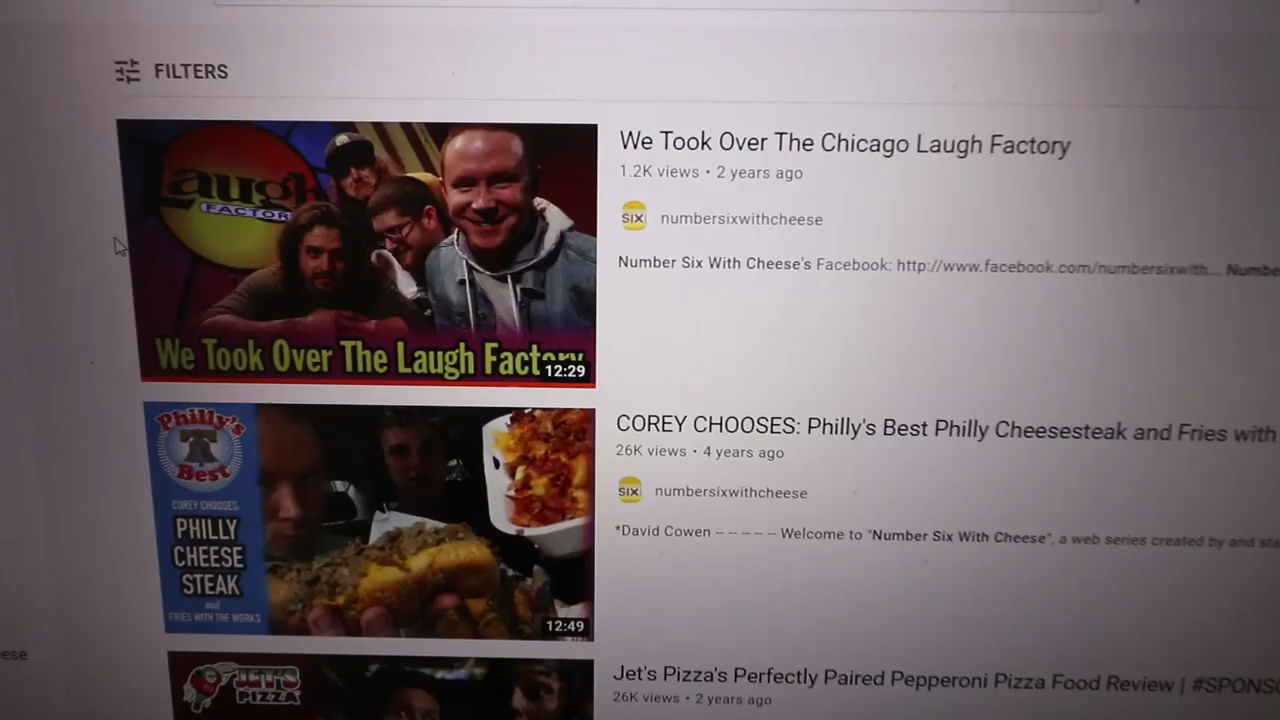 FILTERS
Laugh
FACTORY
We Took Over The Laugh Factory
12:29
We Took Over The Chicago Laugh Factory
1.2K views • 2 years ago
SIX
numbersixwithcheese
Number Six With Cheese's Facebook: http://www.facebook.com/numbersixwith... Numbe
Philly's
Best
COREY CHOOSES:
PHILLY
CHEESE
STEAK
and
FRIES WITH THE WORKS
12:49
COREY CHOOSES: Philly's Best Philly Cheesesteak and Fries with
26K views • 4 years ago
SIX
numbersixwithcheese
*David Cowen – – – – – Welcome to "Number Six With Cheese", a web series created by and sta
ese
JET'S
PIZZA
Jet's Pizza's Perfectly Paired Pepperoni Pizza Food Review | #SPONSO
26K views • 2 years ago